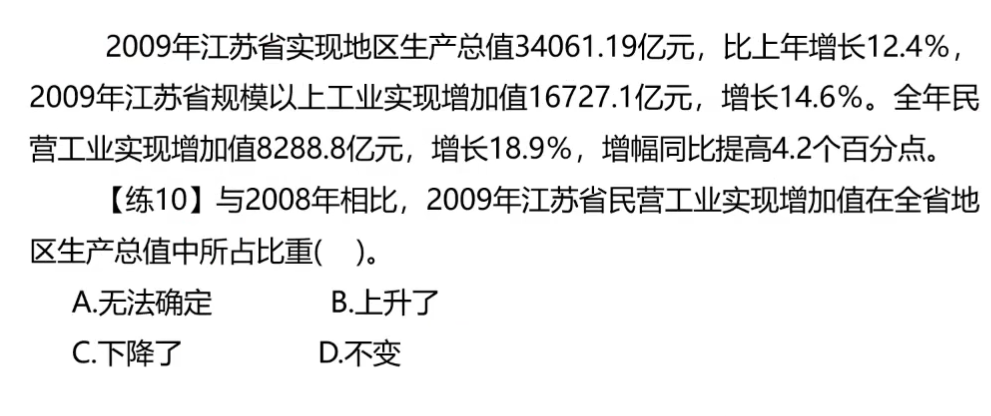 2009年江苏省实现地区生产总值34061.19亿元，比上年增长12.4%，
2009年江苏省规模以上工业实现增加值16727.1亿元，增长14.6%。全年民
营工业实现增加值8288.8亿元，增长18.9%，增幅同比提高4.2个百分点。
【练10】与2008年相比，2009年江苏省民营工业实现增加值在全省地
区生产总值中所占比重( )。
A.无法确定 B.上升了
C.下降了 D.不变